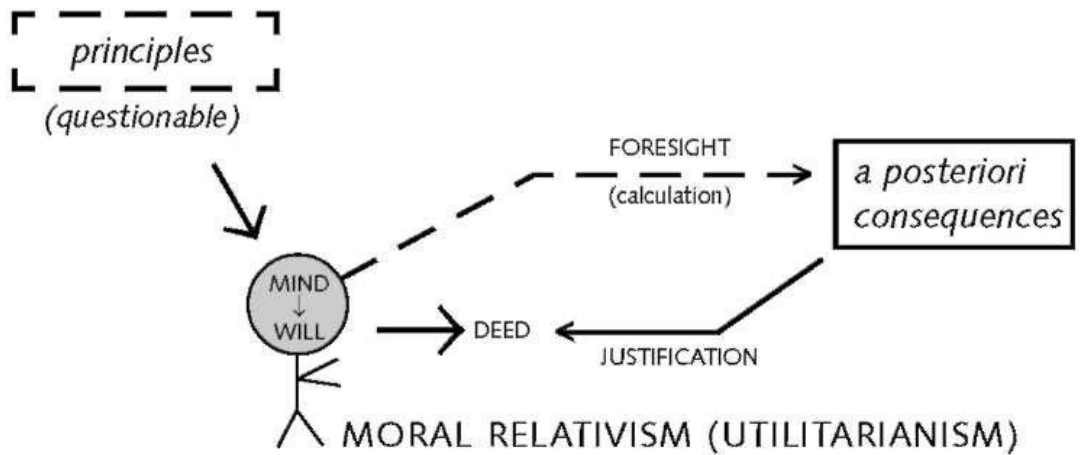 principles
(questionable)
FORESIGHT
(calculation)
a posteriori
consequences
MIND
↓
WILL
DEED
JUSTIFICATION
MORAL RELATIVISM (UTILITARIANISM)